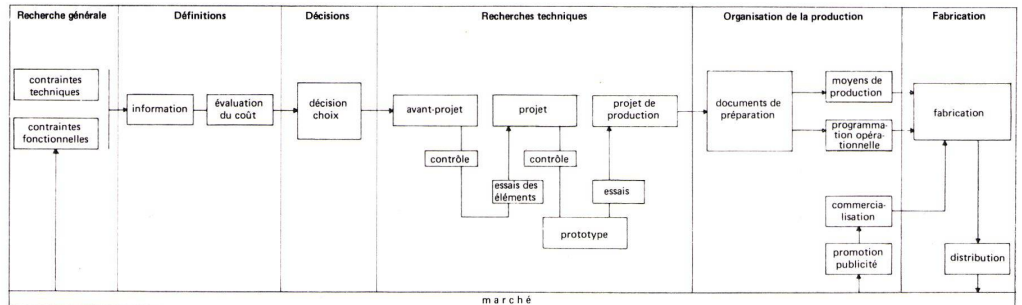 Recherche générale
Définitions
Décisions
Recherches techniques
Organisation de la production
Fabrication
contraintes
techniques
contraintes
fonctionnelles
information
évaluation
du coût
décision
choix
avant-projet
contrôle
essais des
éléments
projet
contrôle
prototype
essais
projet de
production
documents de
préparation
moyens de
production
programma-
tion opéra-
tionnelle
commercia-
lisation
promotion
publicité
fabrication
distribution
marché